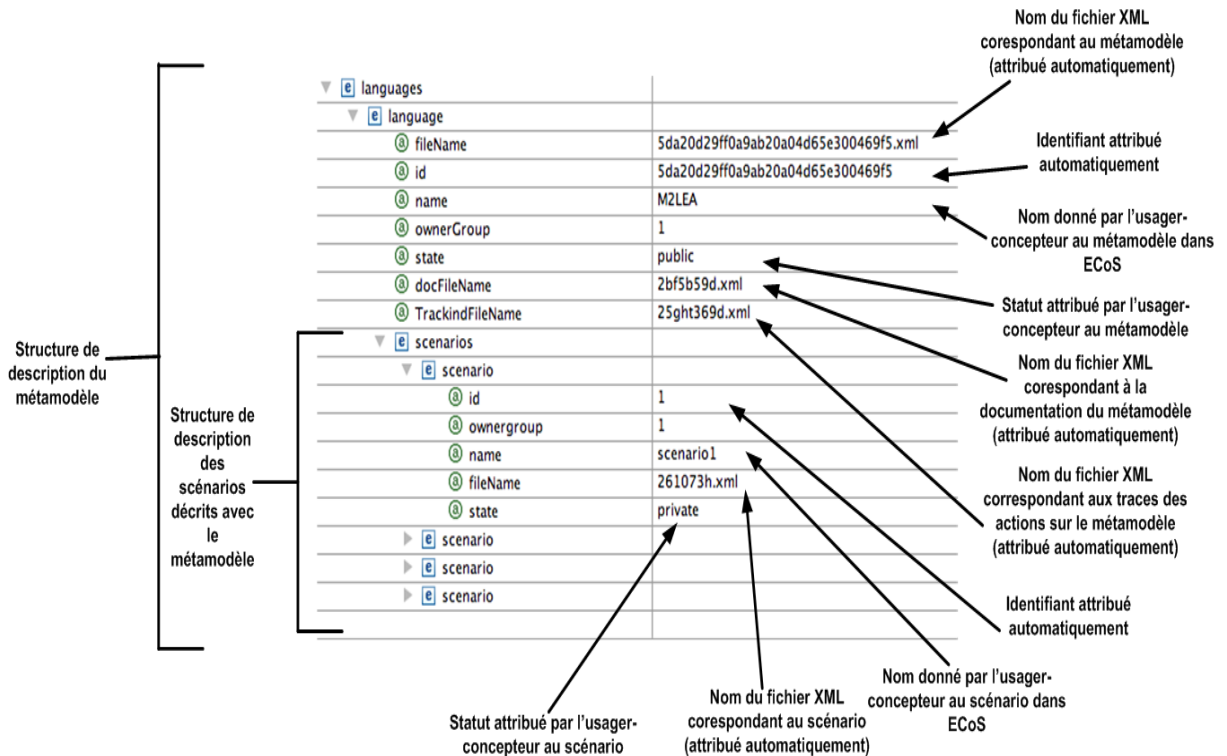 Nom du fichier XML
corespondant au métamodèle
(attribué automatiquement)
e languages
e language
a fileName 5da20d29ff0a9ab20a04d65e300469f5.xml
a id 5da20d29ff0a9ab20a04d65e300469f5
a name M2LEA
a ownerGroup 1
a state public
a docFileName 2bf5b59d.xml
a TrackindFileName 25ght369d.xml
e scenarios
e scenario
a id 1
a ownergroup 1
a name scenario1
a fileName 261073h.xml
a state private
e scenario
e scenario
e scenario
Identifiant attribué
automatiquement
Nom donné par l'usager-
concepteur au métamodèle dans
ECoS
Statut attribué par l'usager-
concepteur au métamodèle
Nom du fichier XML
corespondant à la
documentation du métamodèle
(attribué automatiquement)
Nom du fichier XML
correspondant aux traces des
actions sur le métamodèle
(attribué automatiquement)
Identifiant attribué
automatiquement
Nom donné par l'usager-
concepteur au scénario dans
ECoS
Nom du fichier XML
corespondant au scénario
(attribué automatiquement)
Statut attribué par l'usager-
concepteur au scénario
Structure de
description du
métamodèle
Structure de
description
des
scénarios
décrits avec
le
métamodèle